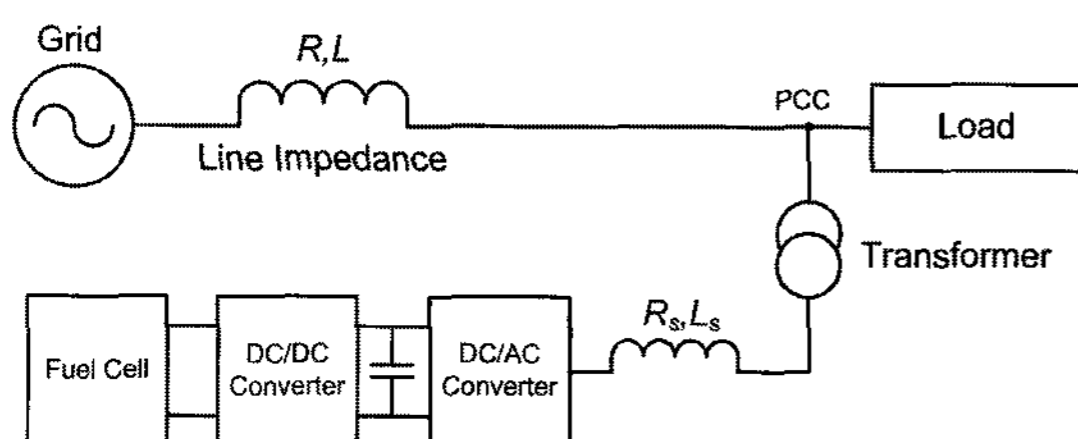 Grid
R,L
PCC
Load
Line Impedance
Transformer
Rs,Ls
Fuel Cell
DC/DC
Converter
DC/AC
Converter